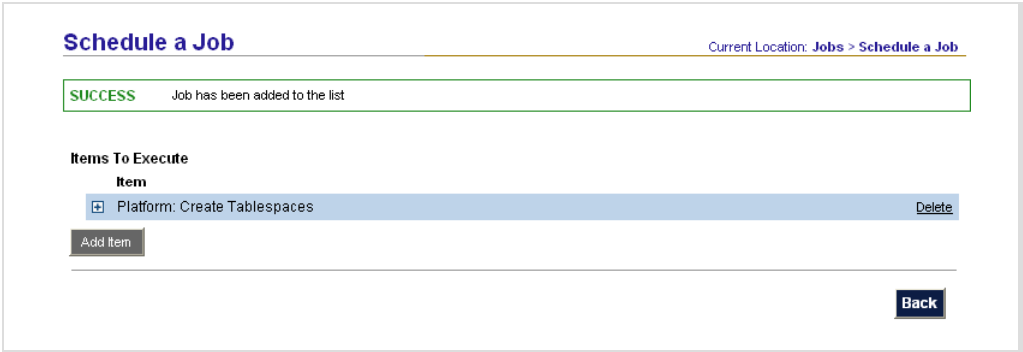 Schedule a Job
Current Location: Jobs > Schedule a Job
SUCCESS Job has been added to the list
Items To Execute
Item
Platform: Create Tablespaces Delete
Add Item
Back